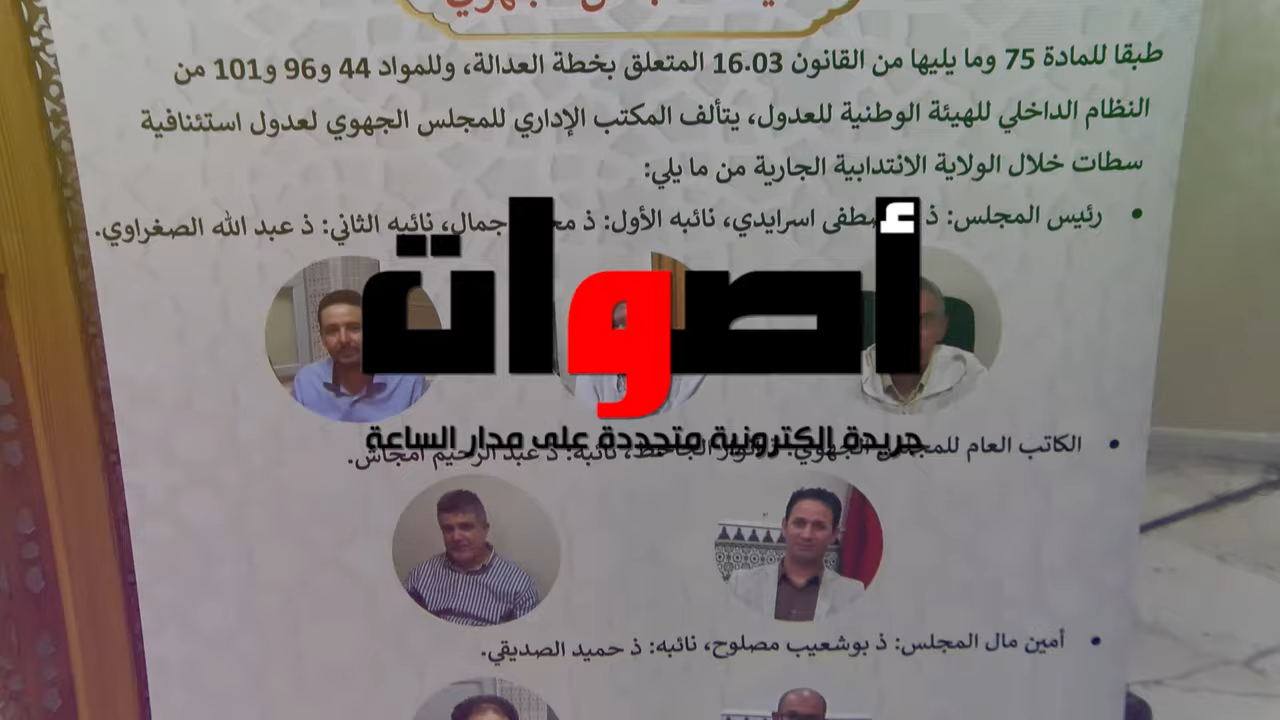 طبقا للمادة 75 وما يليها من القانون 16.03 المتعلق بخطة العدالة، وللمواد 44 و96 و101 من
النظام الداخلي للهيئة الوطنية للعدول، يتألف المكتب الإداري للمجلس الجهوي لعدول استئنافية
سطات خلال الولاية الانتدابية الجارية من ما يلي:
• رئيس المجلس: ذ اسرايدي، نائبه الأول: ذ جمال، نائبه الثاني: ذ عبد الله الصغراوي.
أصوات
جريدة إلكترونية متجددة على مدار الساعة
• الكاتب العام نائبه: ذ عبد الرحيم امجاش.
• أمين مال المجلس: ذ بوشعيب مصلوح، نائبه: ذ حميد الصديقي.